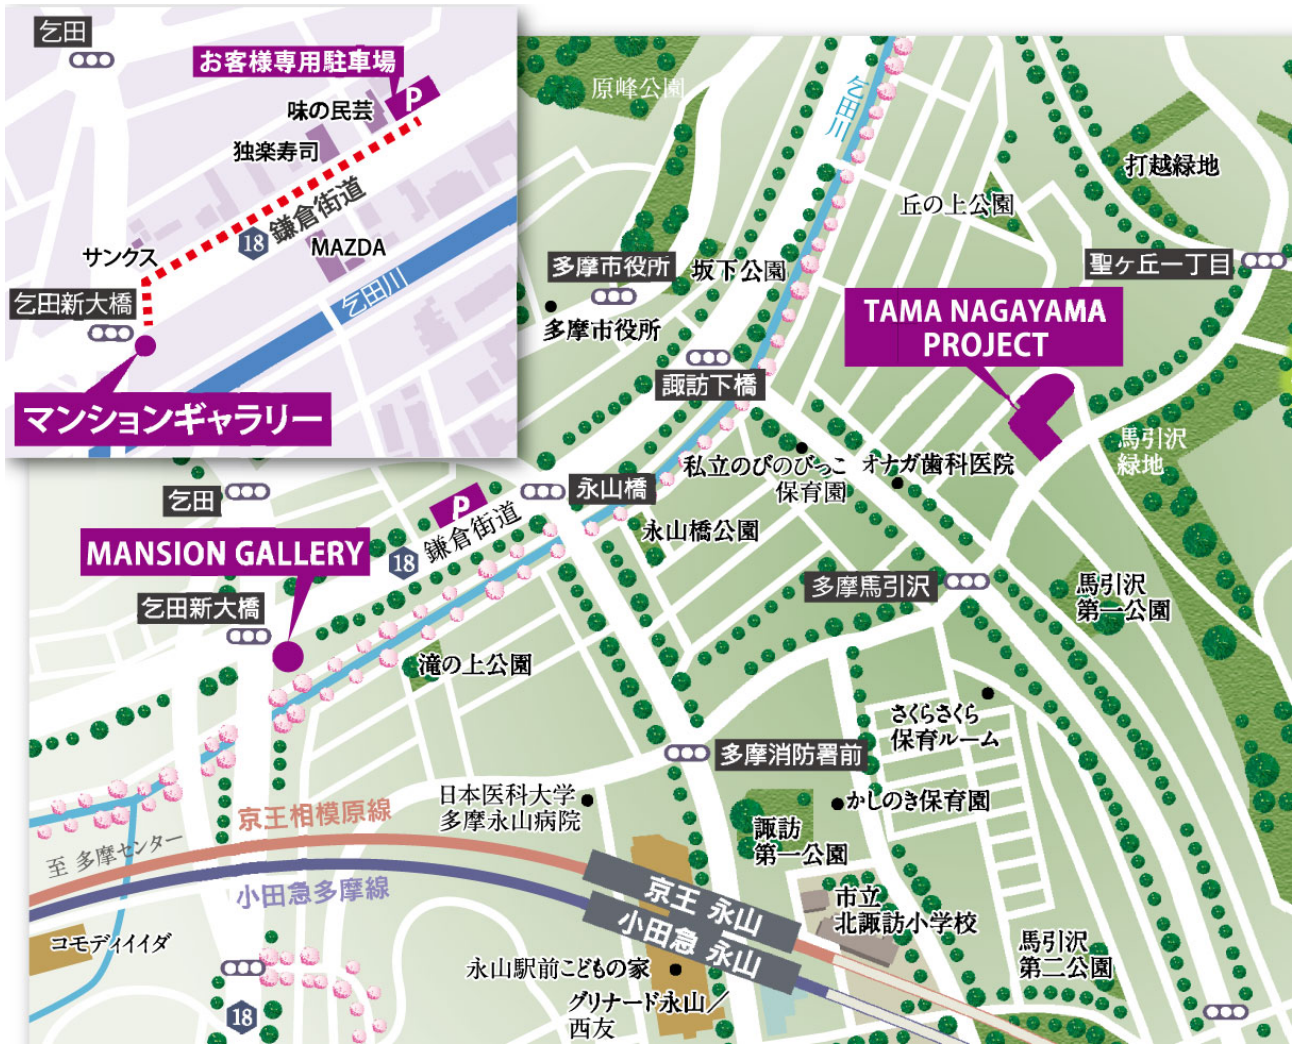 乞田
お客様専用駐車場
P
味の民芸
独楽寿司
鎌倉街道
18
MAZDA
サンクス
乞田川
乞田新大橋
マンションギャラリー
原峰公園
乞田川
打越緑地
丘の上公園
聖ヶ丘一丁目
多摩市役所
坂下公園
多摩市役所
TAMA NAGAYAMA
PROJECT
諏訪下橋
馬引沢
緑地
私立のびのびっこ
保育園
オナガ歯科医院
乞田
P
永山橋
鎌倉街道
18
永山橋公園
MANSION GALLERY
乞田新大橋
多摩馬引沢
馬引沢
第一公園
滝の上公園
さくらさくら
保育ルーム
多摩消防署前
日本医科大学
多摩永山病院
かしのき保育園
京王相模原線
至 多摩センター
諏訪
第一公園
小田急多摩線
京王 永山
小田急 永山
市立
北諏訪小学校
コモディイイダ
永山駅前こどもの家
馬引沢
第二公園
グリナード永山／
西友
18